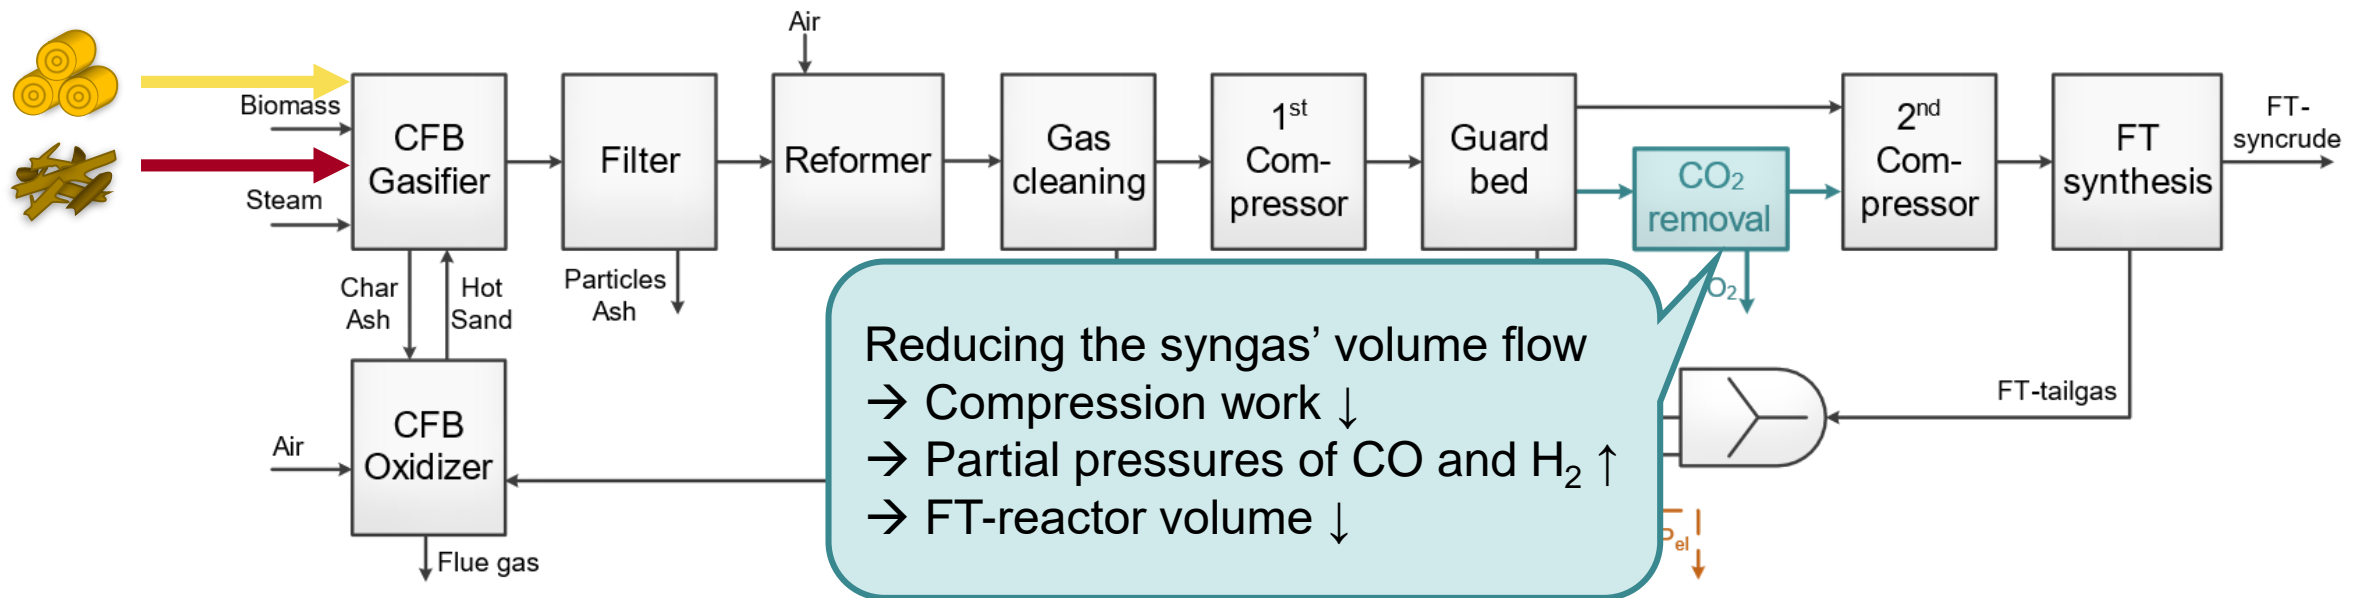 Air
Biomass
Steam
CFB
Gasifier
Filter
Reformer
Gas
cleaning
1st
Com-
pressor
Guard
bed
CO2
removal
2nd
Com-
pressor
FT
synthesis
FT-
syncrude
Char
Ash
Hot
Sand
Particles
Ash
O2
Reducing the syngas’ volume flow
→ Compression work ↓
→ Partial pressures of CO and H2 ↑
→ FT-reactor volume ↓
FT-tailgas
Air
CFB
Oxidizer
Flue gas
Pel